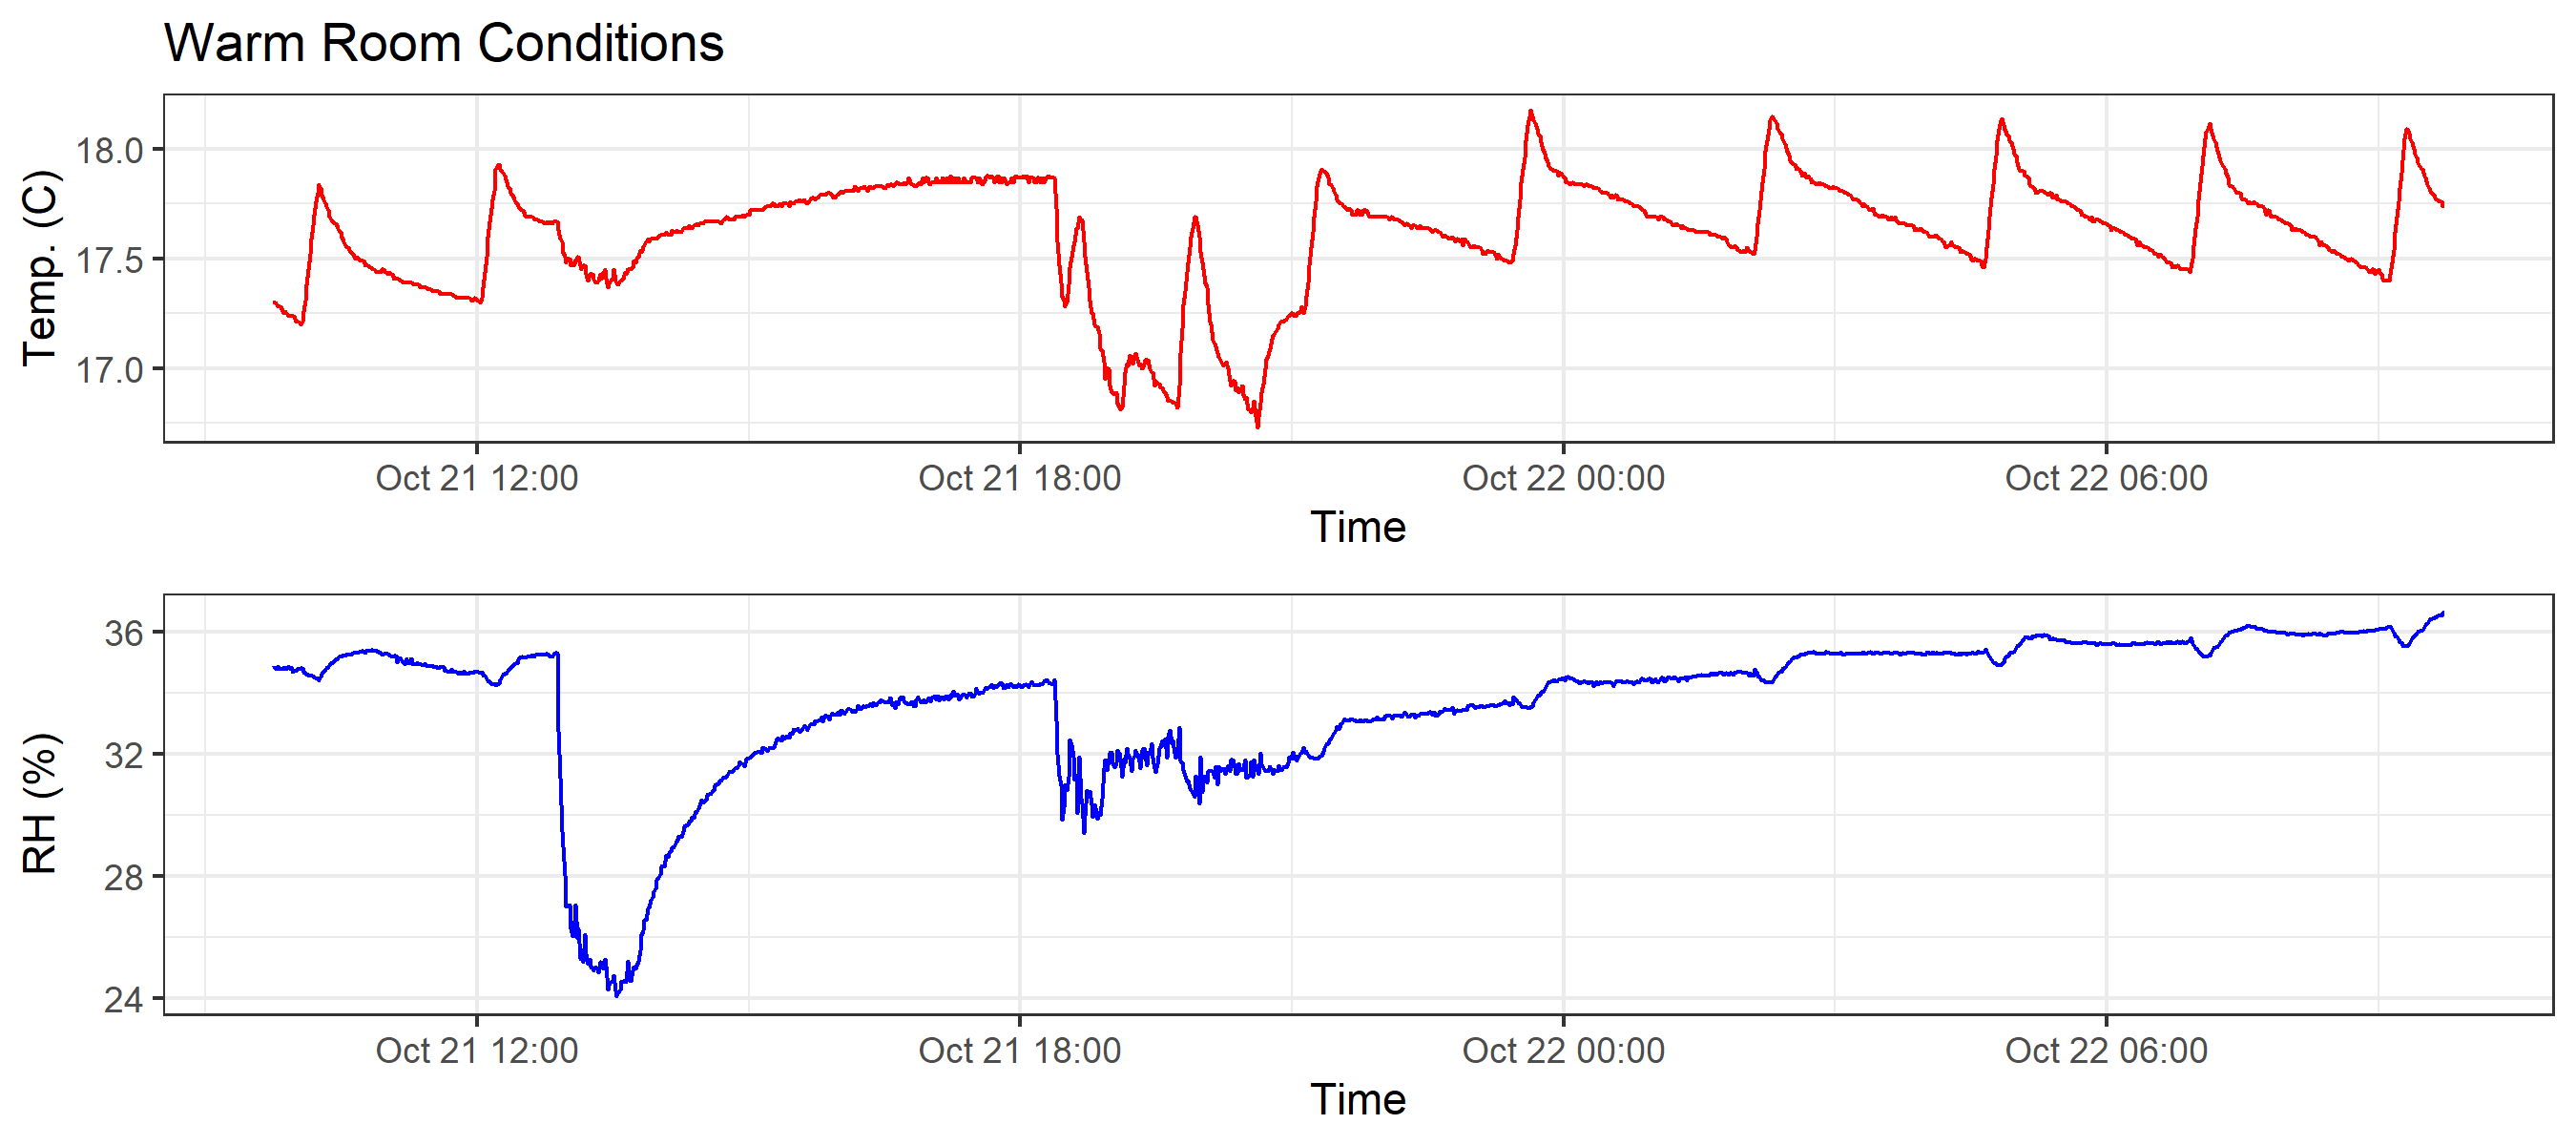 Warm Room Conditions
Temp. (C)
18.0
17.5
17.0
Oct 21 12:00 Oct 21 18:00 Oct 22 00:00 Oct 22 06:00
Time
RH (%)
36
32
28
24
Oct 21 12:00 Oct 21 18:00 Oct 22 00:00 Oct 22 06:00
Time